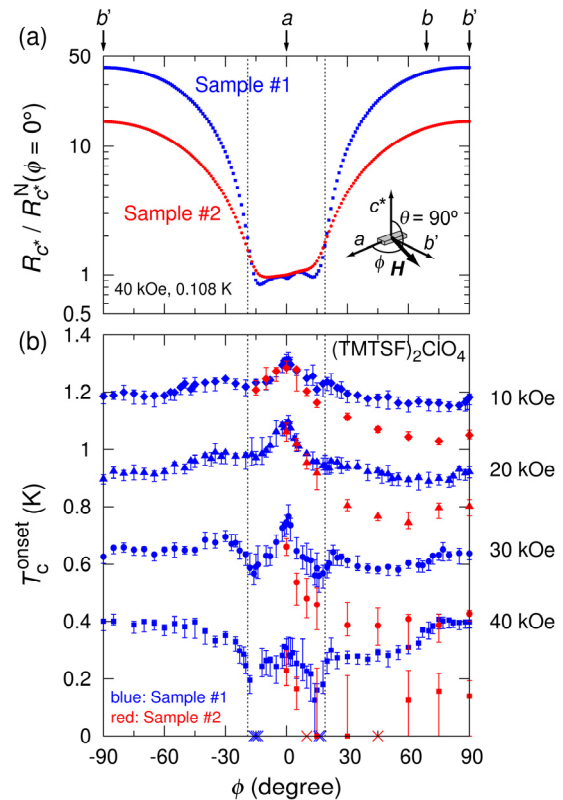 b' a b b'
(a)
50
10
1
0.5
R_c* / R^N_c*(ϕ = 0°)
Sample #1
Sample #2
40 kOe, 0.108 K
c*
θ = 90°
a
ϕ
H
b'
(b)
1.4
1.2
1
0.8
0.6
0.4
0.2
0
T_c^onset (K)
(TMTSF)₂ClO₄
10 kOe
20 kOe
30 kOe
40 kOe
blue: Sample #1
red: Sample #2
-90 -60 -30 0 30 60 90
ϕ (degree)